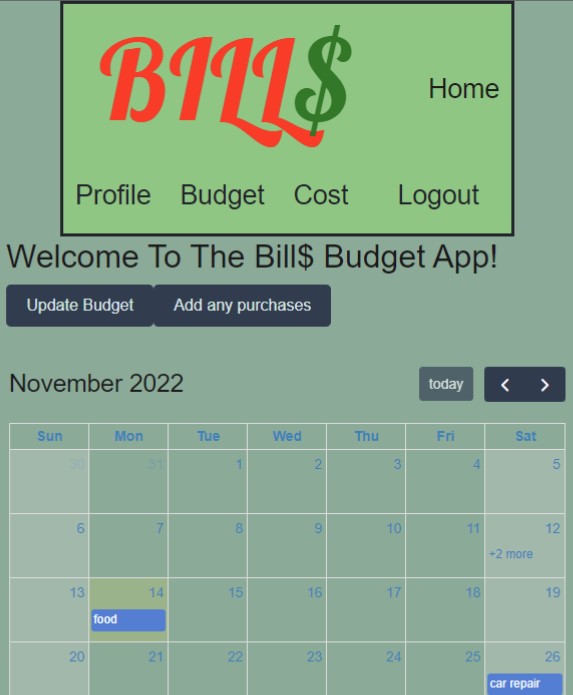 BILL$
Home
Profile Budget Cost Logout
Welcome To The Bill$ Budget App!
Update Budget Add any purchases
November 2022 today < >
Sun Mon Tue Wed Thu Fri Sat
30 31 1 2 3 4 5
6 7 8 9 10 11 12
+2 more
13 14 15 16 17 18 19
food
20 21 22 23 24 25 26
car repair